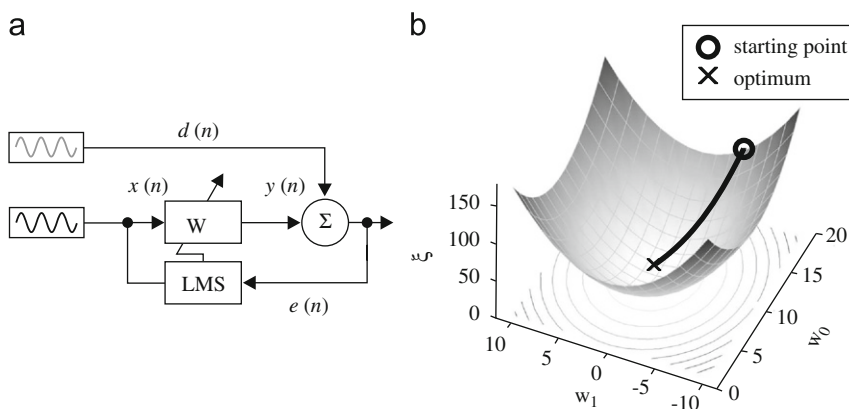 a
d (n)
x (n)
y (n)
W
Σ
LMS
e (n)
b
starting point
optimum
ξ
150
100
50
0
10
5
0
-5
-10
w1
20
15
10
5
0
w0